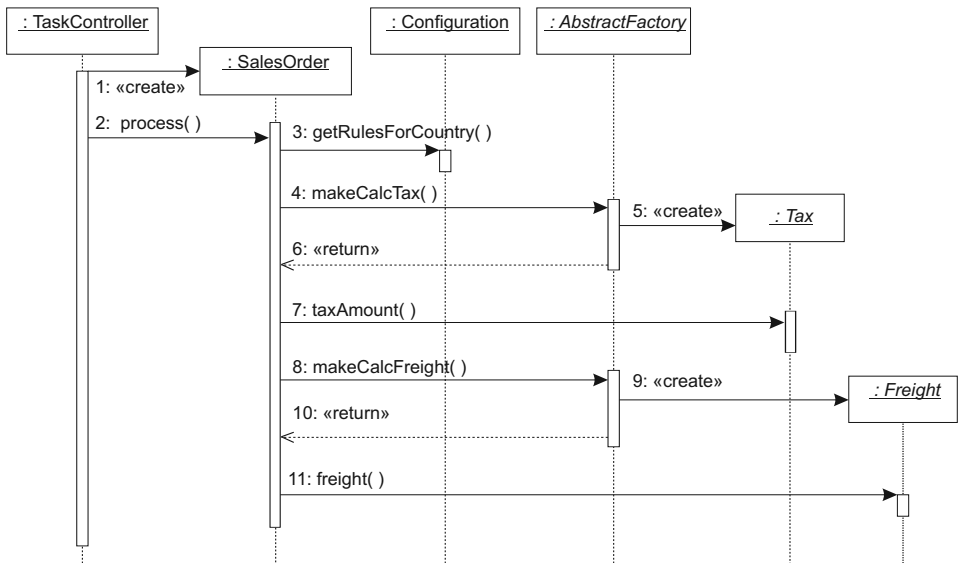 : TaskController
: Configuration
: AbstractFactory
: SalesOrder
1: «create»
2: process( )
3: getRulesForCountry( )
4: makeCalcTax( )
5: «create»
: Tax
6: «return»
7: taxAmount( )
8: makeCalcFreight( )
9: «create»
: Freight
10: «return»
11: freight( )